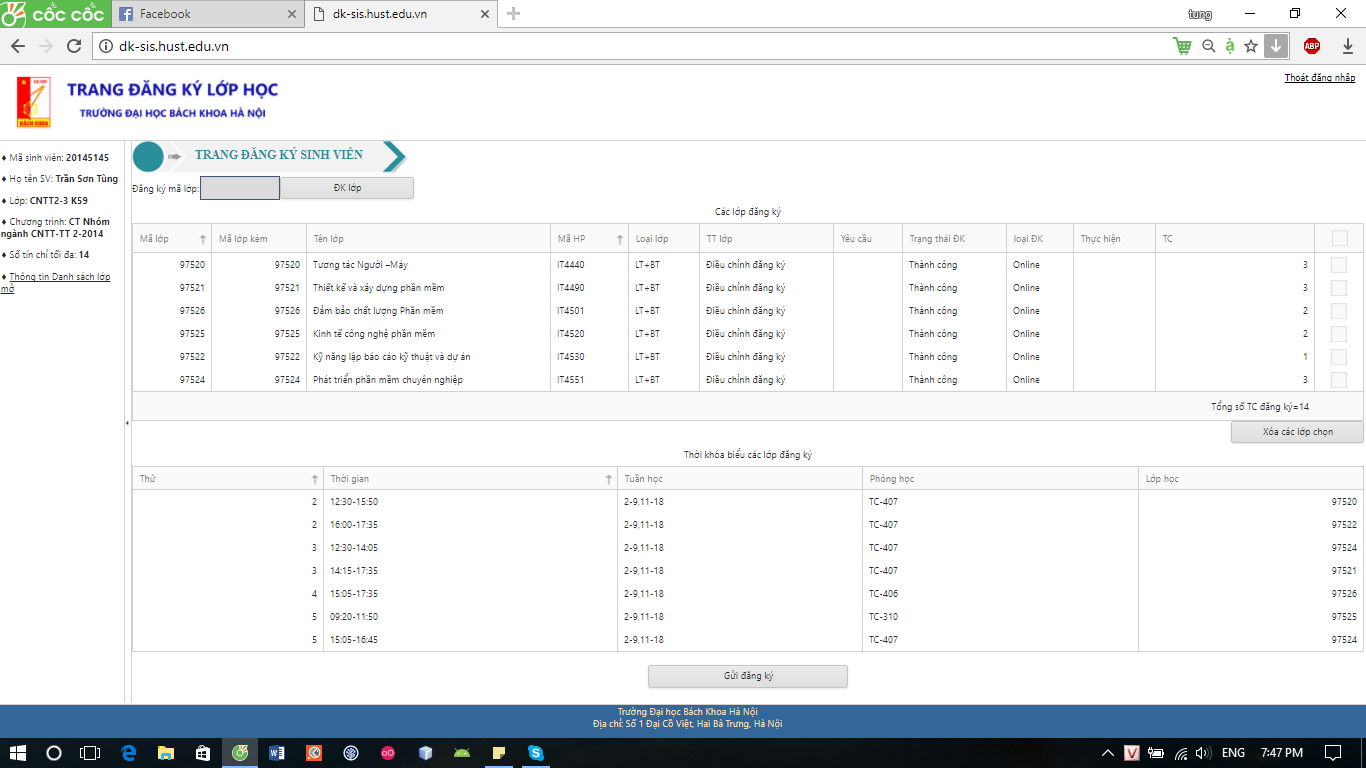 cốc cốc
Facebook
dk-sis.hust.edu.vn
tung
dk-sis.hust.edu.vn
ABP
TRANG ĐĂNG KÝ LỚP HỌC
TRƯỜNG ĐẠI HỌC BÁCH KHOA HÀ NỘI
ĐẠI HỌC
BÁCH KHOA
Thoát đăng nhập
♦ Mã sinh viên: 20145145
♦ Họ tên SV: Trần Sơn Tùng
♦ Lớp: CNTT2-3 K59
♦ Chương trình: CT Nhóm
ngành CNTT-TT 2-2014
♦ Số tín chỉ tối đa: 14
♦ Thông tin Danh sách lớp
mở
TRANG ĐĂNG KÝ SINH VIÊN
Đăng ký mã lớp: ĐK lớp
Các lớp đăng ký
Mã lớp Mã lớp kèm Tên lớp Mã HP Loại lớp TT lớp Yêu cầu Trạng thái ĐK loại ĐK Thực hiện TC
97520 97520 Tương tác Người –Máy IT4440 LT+BT Điều chỉnh đăng ký Thành công Online 3
97521 97521 Thiết kế và xây dựng phần mềm IT4490 LT+BT Điều chỉnh đăng ký Thành công Online 3
97526 97526 Đảm bảo chất lượng Phần mềm IT4501 LT+BT Điều chỉnh đăng ký Thành công Online 2
97525 97525 Kinh tế công nghệ phần mềm IT4520 LT+BT Điều chỉnh đăng ký Thành công Online 2
97522 97522 Kỹ năng lập báo cáo kỹ thuật và dự án IT4530 LT+BT Điều chỉnh đăng ký Thành công Online 1
97524 97524 Phát triển phần mềm chuyên nghiệp IT4551 LT+BT Điều chỉnh đăng ký Thành công Online 3
Tổng số TC đăng ký=14
Xóa các lớp chọn
Thời khóa biểu các lớp đăng ký
Thứ Thời gian Tuần học Phòng học Lớp học
2 12:30-15:50 2-9,11-18 TC-407 97520
2 16:00-17:35 2-9,11-18 TC-407 97522
3 12:30-14:05 2-9,11-18 TC-407 97524
3 14:15-17:35 2-9,11-18 TC-407 97521
4 15:05-17:35 2-9,11-18 TC-406 97526
5 09:20-11:50 2-9,11-18 TC-310 97525
5 15:05-16:45 2-9,11-18 TC-407 97524
Gửi đăng ký
Trường Đại học Bách Khoa Hà Nội
Địa chỉ: Số 1 Đại Cồ Việt, Hai Bà Trưng, Hà Nội
ENG 7:47 PM